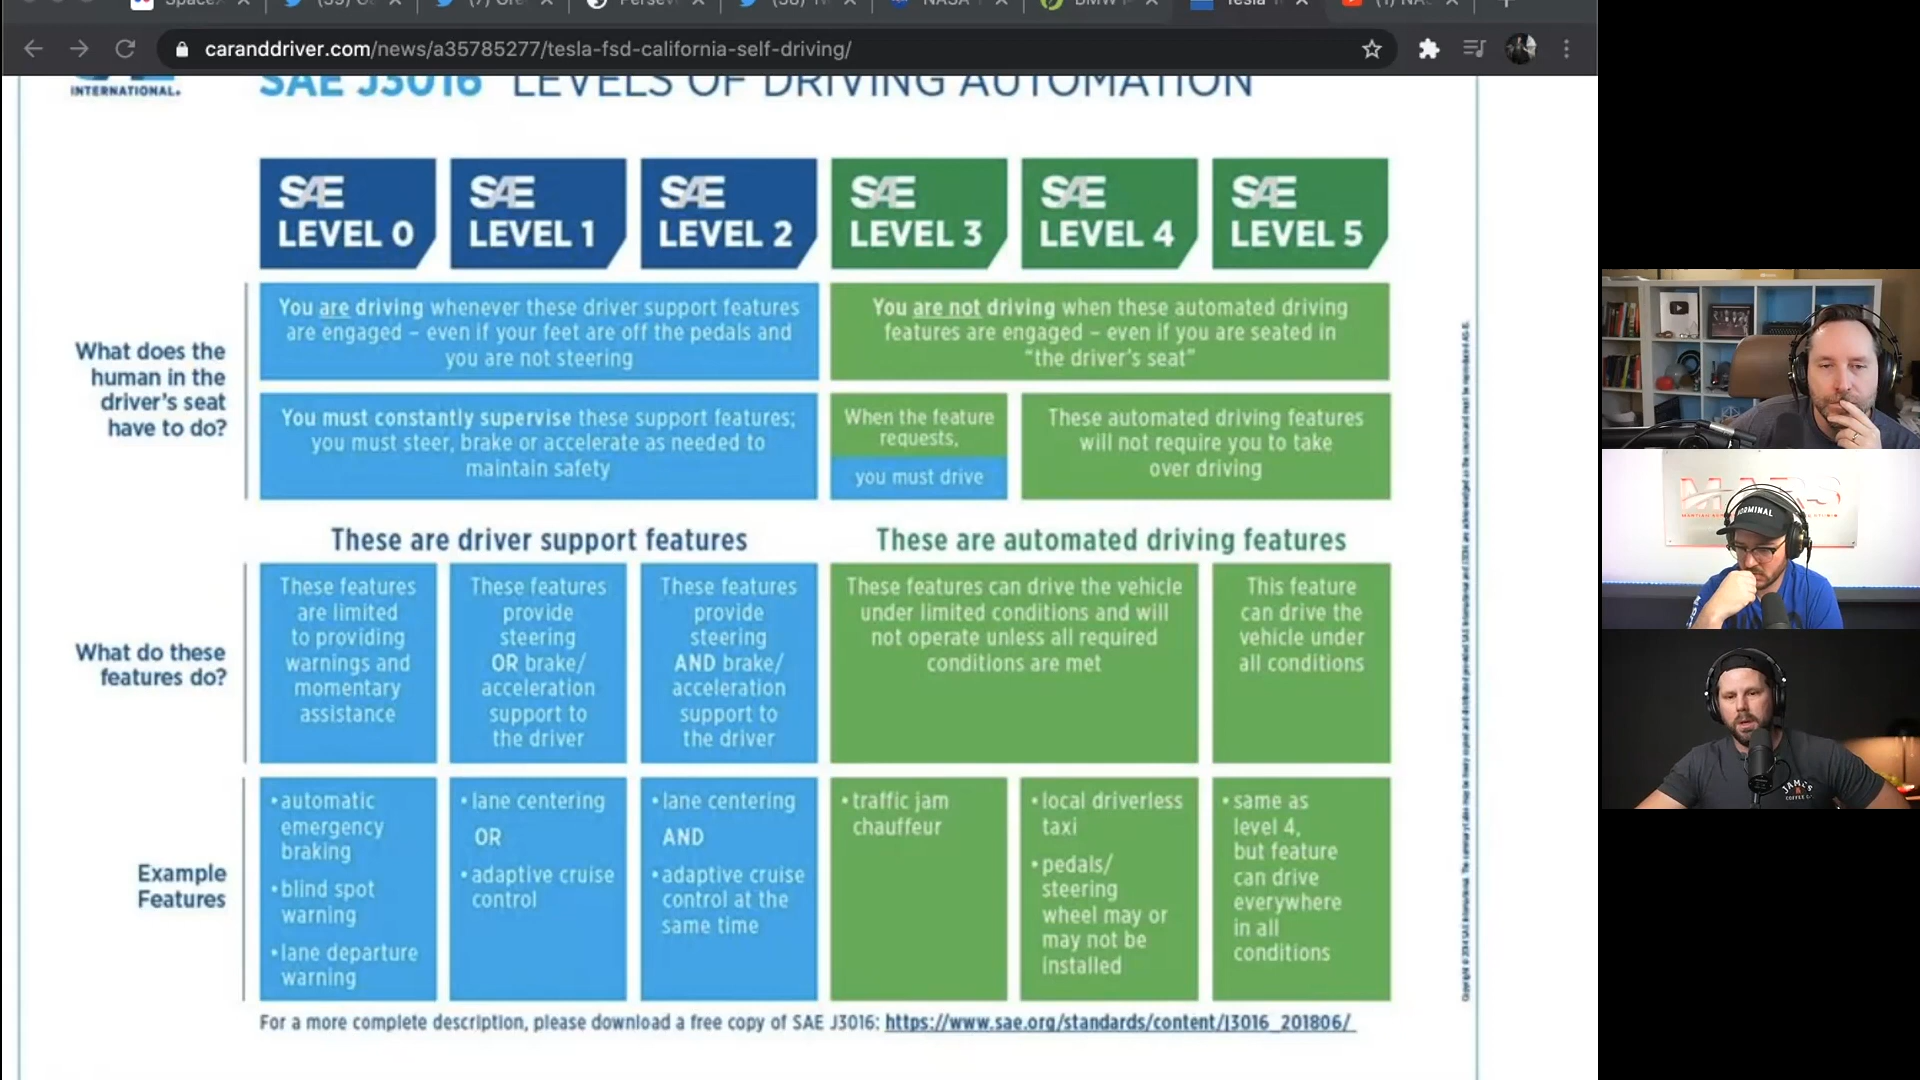 SpaceX
(39)
(7)
Perse
(38)
NASA
BMW
Tesla
(1) NA
caranddriver.com/news/a35785277/tesla-fsd-california-self-driving/
INTERNATIONAL.
SAE J3016 LEVELS OF DRIVING AUTOMATION
SAE
LEVEL 0
SAE
LEVEL 1
SAE
LEVEL 2
SAE
LEVEL 3
SAE
LEVEL 4
SAE
LEVEL 5
What does the
human in the
driver's seat
have to do?
You are driving whenever these driver support features
are engaged – even if your feet are off the pedals and
you are not steering
You are not driving when these automated driving
features are engaged – even if you are seated in
"the driver's seat"
You must constantly supervise these support features;
you must steer, brake or accelerate as needed to
maintain safety
When the feature
requests,
you must drive
These automated driving features
will not require you to take
over driving
These are driver support features
These are automated driving features
What do these
features do?
These features
are limited
to providing
warnings and
momentary
assistance
These features
provide
steering
OR brake/
acceleration
support to
the driver
These features
provide
steering
AND brake/
acceleration
support to
the driver
These features can drive the vehicle
under limited conditions and will
not operate unless all required
conditions are met
This feature
can drive the
vehicle under
all conditions
Example
Features
•automatic
emergency
braking
•blind spot
warning
•lane departure
warning
•lane centering
OR
•adaptive cruise
control
•lane centering
AND
•adaptive cruise
control at the
same time
•traffic jam
chauffeur
•local driverless
taxi
•pedals/
steering
wheel may or
may not be
installed
•same as
level 4,
but feature
can drive
everywhere
in all
conditions
For a more complete description, please download a free copy of SAE J3016: https://www.sae.org/standards/content/j3016_201806/
MARS
NORMINAL